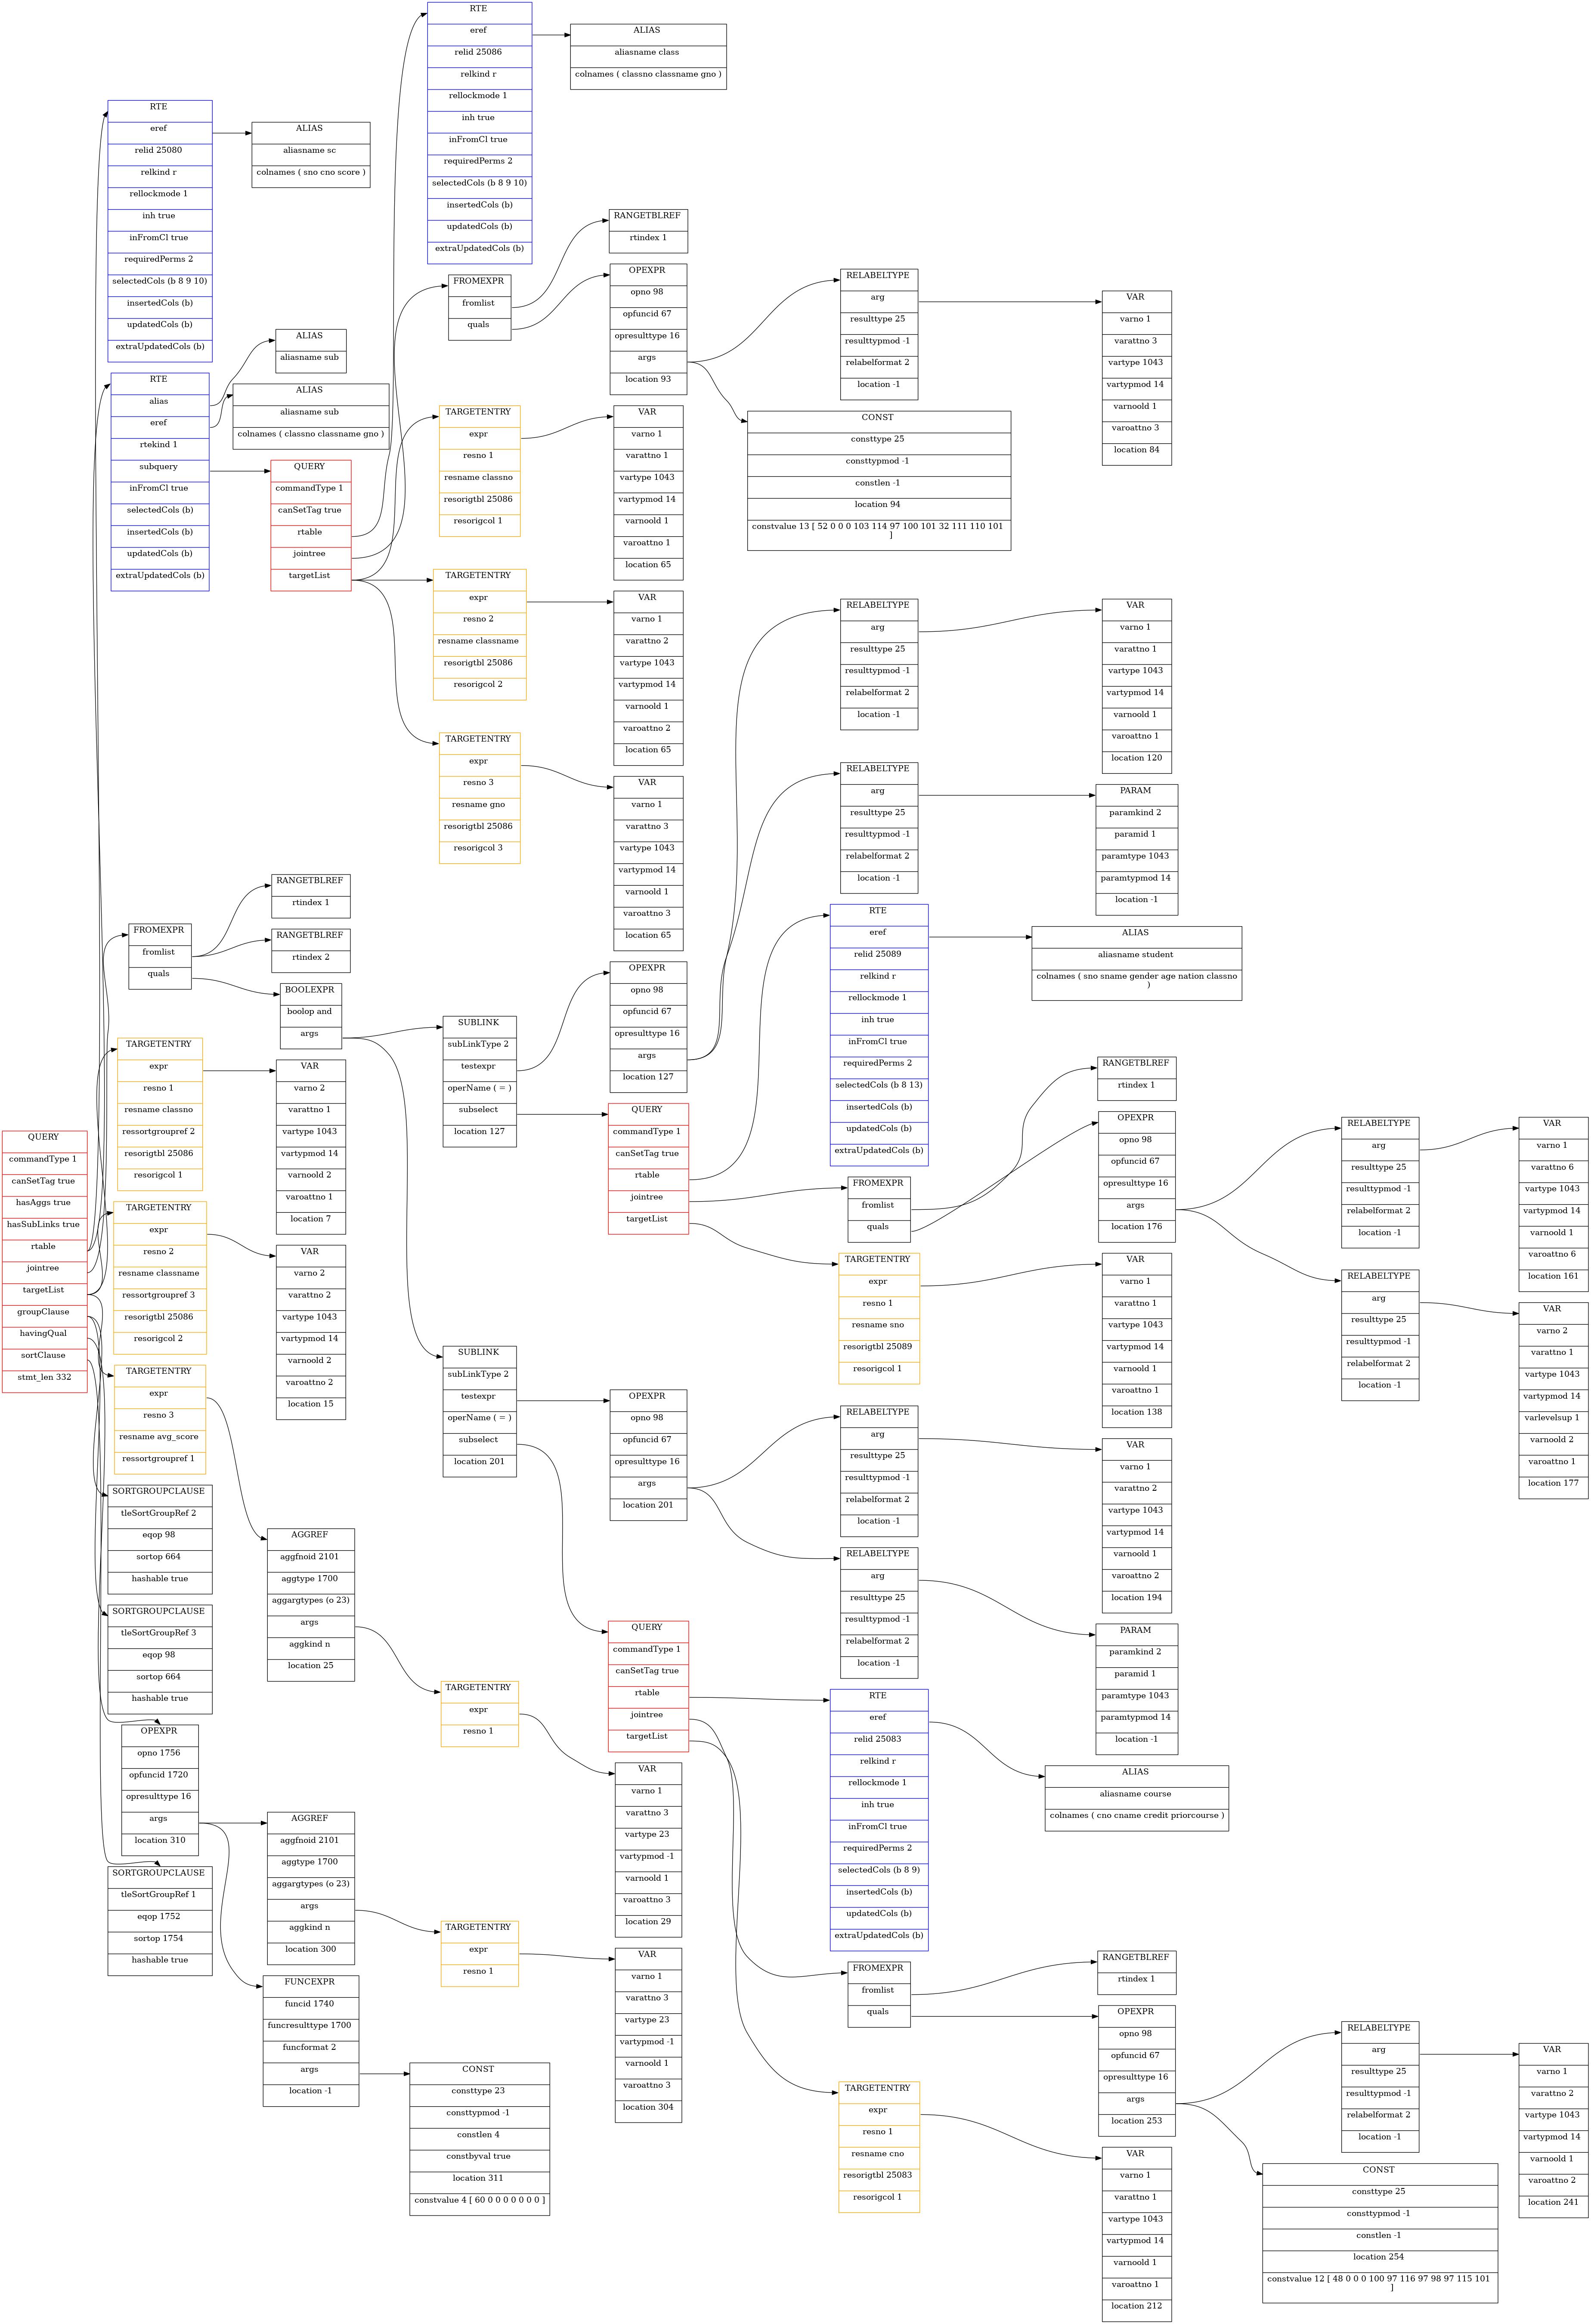 RTE
eref
relid 25086
relkind r
rellockmode 1
inh true
inFromCl true
requiredPerms 2
selectedCols (b 8 9 10)
insertedCols (b)
updatedCols (b)
extraUpdatedCols (b)
ALIAS
aliasname class
colnames ( classno classname gno )
RTE
eref
relid 25080
relkind r
rellockmode 1
inh true
inFromCl true
requiredPerms 2
selectedCols (b 8 9 10)
insertedCols (b)
updatedCols (b)
extraUpdatedCols (b)
ALIAS
aliasname sc
colnames ( sno cno score )
RANGETBLREF
rtindex 1
FROMEXPR
fromlist
quals
OPEXPR
opno 98
opfuncid 67
opresulttype 16
args
location 93
RELABELTYPE
arg
resulttype 25
resulttypmod -1
relabelformat 2
location -1
VAR
varno 1
varattno 3
vartype 1043
vartypmod 14
varnoold 1
varoattno 3
location 84
ALIAS
aliasname sub
RTE
alias
eref
rtekind 1
subquery
inFromCl true
selectedCols (b)
insertedCols (b)
updatedCols (b)
extraUpdatedCols (b)
ALIAS
aliasname sub
colnames ( classno classname gno )
QUERY
commandType 1
canSetTag true
rtable
jointree
targetList
TARGETENTRY
expr
resno 1
resname classno
resorigtbl 25086
resorigcol 1
VAR
varno 1
varattno 1
vartype 1043
vartypmod 14
varnoold 1
varoattno 1
location 65
CONST
consttype 25
consttypmod -1
constlen -1
location 94
constvalue 13 [ 52 0 0 0 103 114 97 100 101 32 111 110 101
]
TARGETENTRY
expr
resno 2
resname classname
resorigtbl 25086
resorigcol 2
VAR
varno 1
varattno 2
vartype 1043
vartypmod 14
varnoold 1
varoattno 2
location 65
RELABELTYPE
arg
resulttype 25
resulttypmod -1
relabelformat 2
location -1
VAR
varno 1
varattno 1
vartype 1043
vartypmod 14
varnoold 1
varoattno 1
location 120
TARGETENTRY
expr
resno 3
resname gno
resorigtbl 25086
resorigcol 3
VAR
varno 1
varattno 3
vartype 1043
vartypmod 14
varnoold 1
varoattno 3
location 65
RELABELTYPE
arg
resulttype 25
resulttypmod -1
relabelformat 2
location -1
PARAM
paramkind 2
paramid 1
paramtype 1043
paramtypmod 14
location -1
RANGETBLREF
rtindex 1
FROMEXPR
fromlist
quals
RANGETBLREF
rtindex 2
BOOLEXPR
boolop and
args
RTE
eref
relid 25089
relkind r
rellockmode 1
inh true
inFromCl true
requiredPerms 2
selectedCols (b 8 13)
insertedCols (b)
updatedCols (b)
extraUpdatedCols (b)
ALIAS
aliasname student
colnames ( sno sname gender age nation classno
)
OPEXPR
opno 98
opfuncid 67
opresulttype 16
args
location 127
SUBLINK
subLinkType 2
testexpr
operName ( = )
subselect
location 127
TARGETENTRY
expr
resno 1
resname classno
ressortgroupref 2
resorigtbl 25086
resorigcol 1
VAR
varno 2
varattno 1
vartype 1043
vartypmod 14
varnoold 2
varoattno 1
location 7
RANGETBLREF
rtindex 1
QUERY
commandType 1
canSetTag true
rtable
jointree
targetList
QUERY
commandType 1
canSetTag true
hasAggs true
hasSubLinks true
rtable
jointree
targetList
groupClause
havingQual
sortClause
stmt_len 332
FROMEXPR
fromlist
quals
OPEXPR
opno 98
opfuncid 67
opresulttype 16
args
location 176
RELABELTYPE
arg
resulttype 25
resulttypmod -1
relabelformat 2
location -1
VAR
varno 1
varattno 6
vartype 1043
vartypmod 14
varnoold 1
varoattno 6
location 161
TARGETENTRY
expr
resno 2
resname classname
ressortgroupref 3
resorigtbl 25086
resorigcol 2
VAR
varno 2
varattno 2
vartype 1043
vartypmod 14
varnoold 2
varoattno 2
location 15
TARGETENTRY
expr
resno 1
resname sno
resorigtbl 25089
resorigcol 1
VAR
varno 1
varattno 1
vartype 1043
vartypmod 14
varnoold 1
varoattno 1
location 138
RELABELTYPE
arg
resulttype 25
resulttypmod -1
relabelformat 2
location -1
VAR
varno 2
varattno 1
vartype 1043
vartypmod 14
varlevelsup 1
varnoold 2
varoattno 1
location 177
TARGETENTRY
expr
resno 3
resname avg_score
ressortgroupref 1
SUBLINK
subLinkType 2
testexpr
operName ( = )
subselect
location 201
OPEXPR
opno 98
opfuncid 67
opresulttype 16
args
location 201
RELABELTYPE
arg
resulttype 25
resulttypmod -1
relabelformat 2
location -1
VAR
varno 1
varattno 2
vartype 1043
vartypmod 14
varnoold 1
varoattno 2
location 194
SORTGROUPCLAUSE
tleSortGroupRef 2
eqop 98
sortop 664
hashable true
AGGREF
aggfnoid 2101
aggtype 1700
aggargtypes (o 23)
args
aggkind n
location 25
RELABELTYPE
arg
resulttype 25
resulttypmod -1
relabelformat 2
location -1
PARAM
paramkind 2
paramid 1
paramtype 1043
paramtypmod 14
location -1
SORTGROUPCLAUSE
tleSortGroupRef 3
eqop 98
sortop 664
hashable true
QUERY
commandType 1
canSetTag true
rtable
jointree
targetList
TARGETENTRY
expr
resno 1
RTE
eref
relid 25083
relkind r
rellockmode 1
inh true
inFromCl true
requiredPerms 2
selectedCols (b 8 9)
insertedCols (b)
updatedCols (b)
extraUpdatedCols (b)
ALIAS
aliasname course
colnames ( cno cname credit priorcourse )
OPEXPR
opno 1756
opfuncid 1720
opresulttype 16
args
location 310
VAR
varno 1
varattno 3
vartype 23
vartypmod -1
varnoold 1
varoattno 3
location 29
AGGREF
aggfnoid 2101
aggtype 1700
aggargtypes (o 23)
args
aggkind n
location 300
SORTGROUPCLAUSE
tleSortGroupRef 1
eqop 1752
sortop 1754
hashable true
TARGETENTRY
expr
resno 1
VAR
varno 1
varattno 3
vartype 23
vartypmod -1
varnoold 1
varoattno 3
location 304
FUNCEXPR
funcid 1740
funcresulttype 1700
funcformat 2
args
location -1
CONST
consttype 23
consttypmod -1
constlen 4
constbyval true
location 311
constvalue 4 [ 60 0 0 0 0 0 0 0 ]
FROMEXPR
fromlist
quals
RANGETBLREF
rtindex 1
OPEXPR
opno 98
opfuncid 67
opresulttype 16
args
location 253
RELABELTYPE
arg
resulttype 25
resulttypmod -1
relabelformat 2
location -1
VAR
varno 1
varattno 2
vartype 1043
vartypmod 14
varnoold 1
varoattno 2
location 241
TARGETENTRY
expr
resno 1
resname cno
resorigtbl 25083
resorigcol 1
VAR
varno 1
varattno 1
vartype 1043
vartypmod 14
varnoold 1
varoattno 1
location 212
CONST
consttype 25
consttypmod -1
constlen -1
location 254
constvalue 12 [ 48 0 0 0 100 97 116 97 98 97 115 101
]